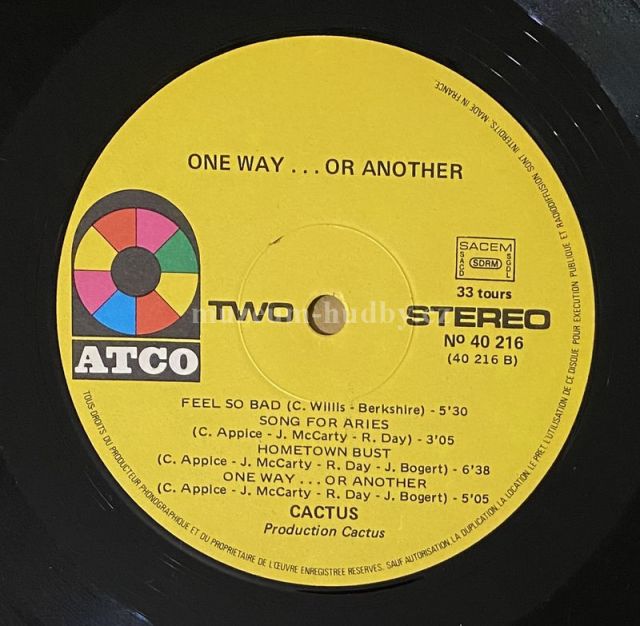 ONE WAY . . . OR ANOTHER
SACEM
SACD
SDRM
SGDL
33 tours
TWO
STEREO
Nº 40 216
(40 216 B)
ATCO
FEEL SO BAD (C. Willis - Berkshire) - 5'30
SONG FOR ARIES
(C. Appice - J. McCarty - R. Day) - 3'05
HOMETOWN BUST
(C. Appice - J. McCarty - R. Day - J. Bogert) - 6'38
ONE WAY . . . OR ANOTHER
(C. Appice - J. McCarty - R. Day - J. Bogert) - 5'05
CACTUS
Production Cactus
TOUS DROITS DU PRODUCTEUR PHONOGRAPHIQUE ET DU PROPRIETAIRE DE L'ŒUVRE ENREGISTREE RESERVES. SAUF AUTORISATION, LA DUPLICATION, LA LOCATION, LE PRET, L'UTILISATION DE CE DISQUE POUR EXECUTION PUBLIQUE ET RADIODIFFUSION SONT INTERDITS. MADE IN FRANCE.